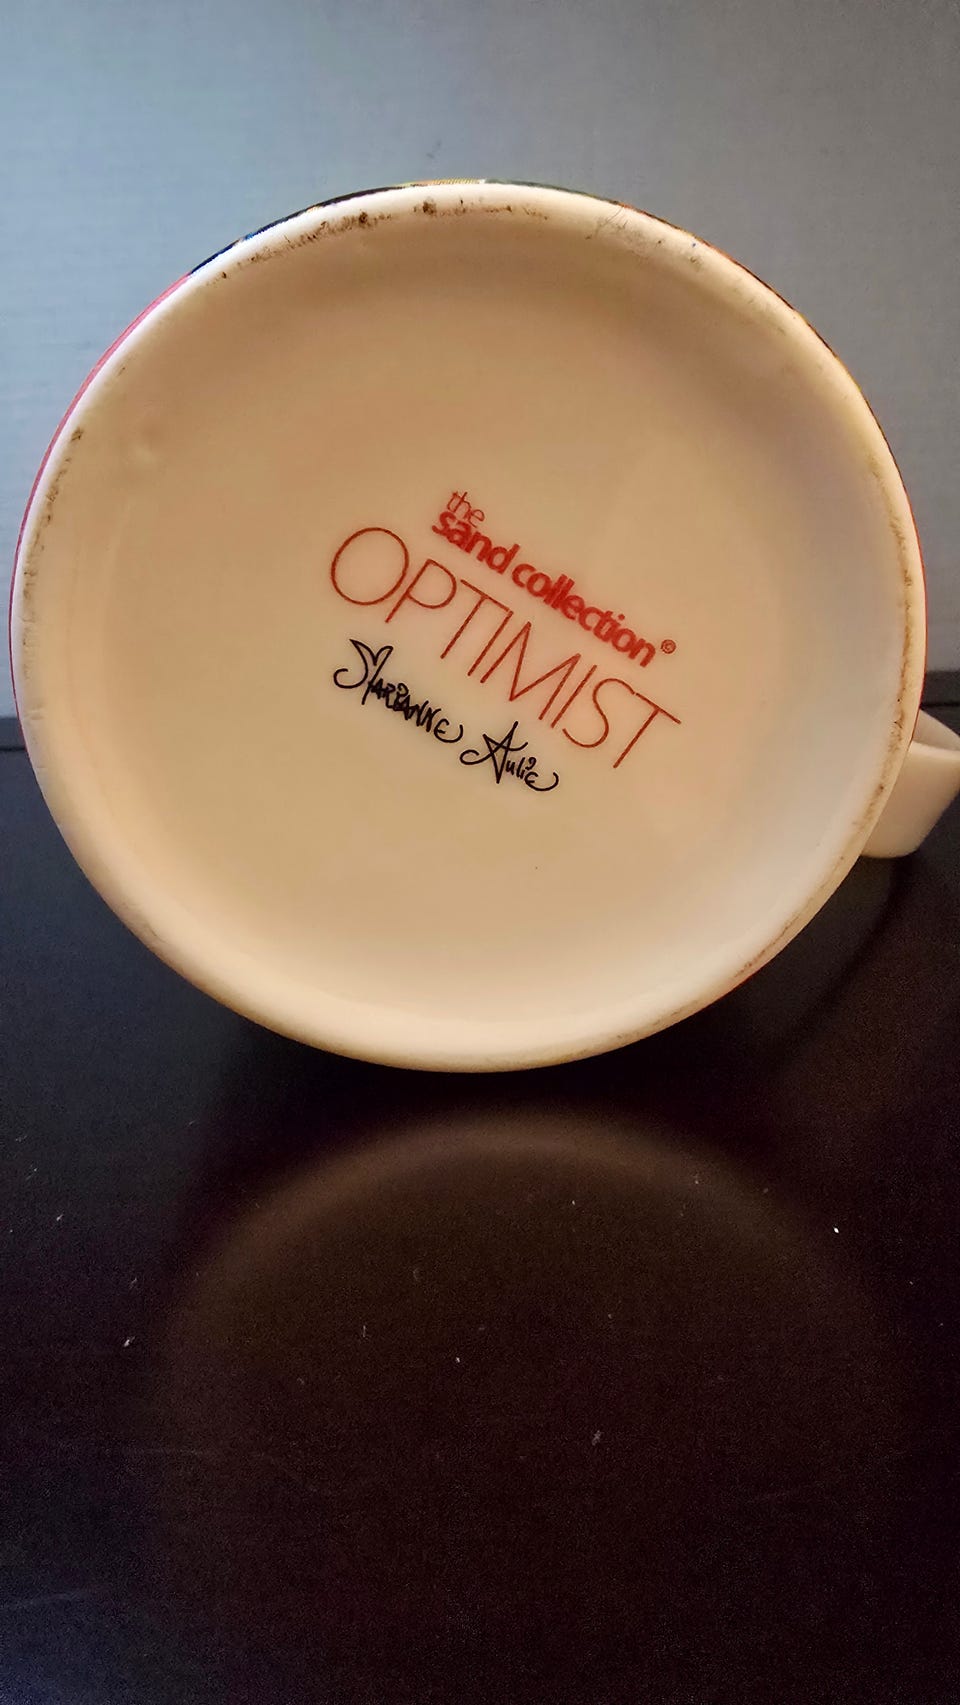 the
sand collection©
OPTIMIST
Marianne Aulie